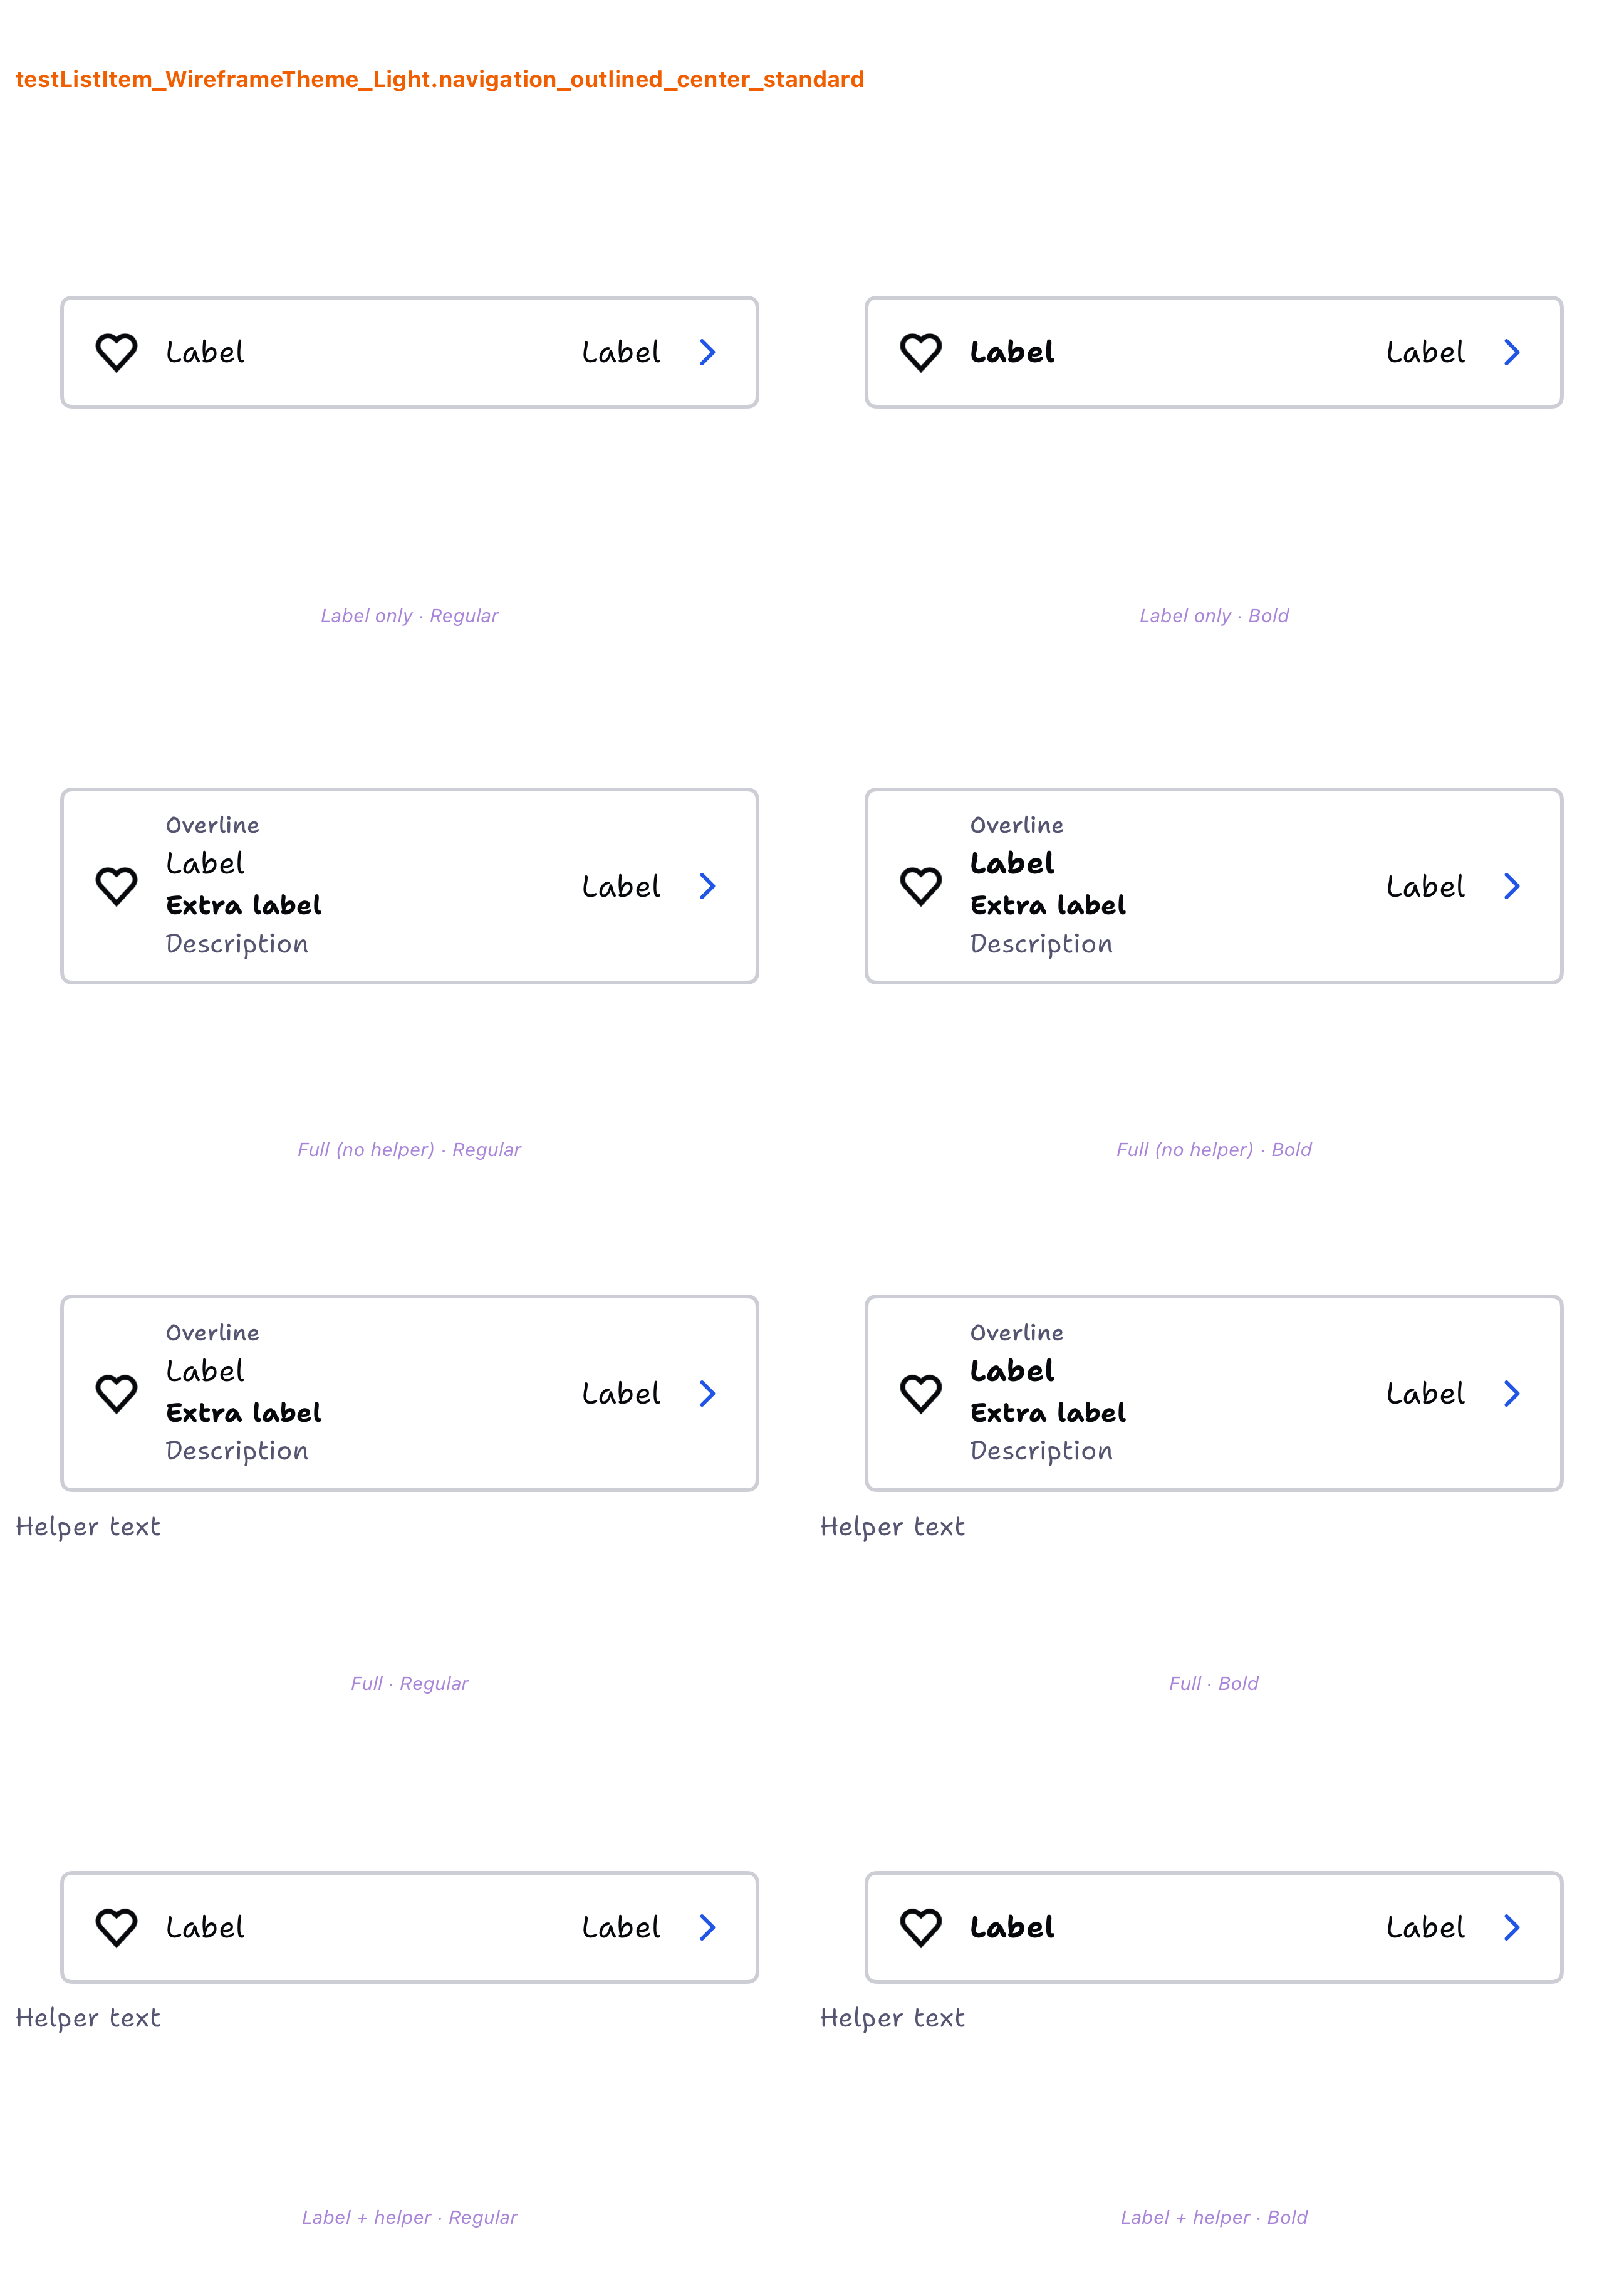 testListItem_WireframeTheme_Light.navigation_outlined_center_standard
Label Label
Label Label
Label only · Regular
Label only · Bold
Overline
Label
Extra label
Description
Label
Overline
Label
Extra label
Description
Label
Full (no helper) · Regular
Full (no helper) · Bold
Overline
Label
Extra label
Description
Label
Helper text
Overline
Label
Extra label
Description
Label
Helper text
Full · Regular
Full · Bold
Label Label
Helper text
Label Label
Helper text
Label + helper · Regular
Label + helper · Bold